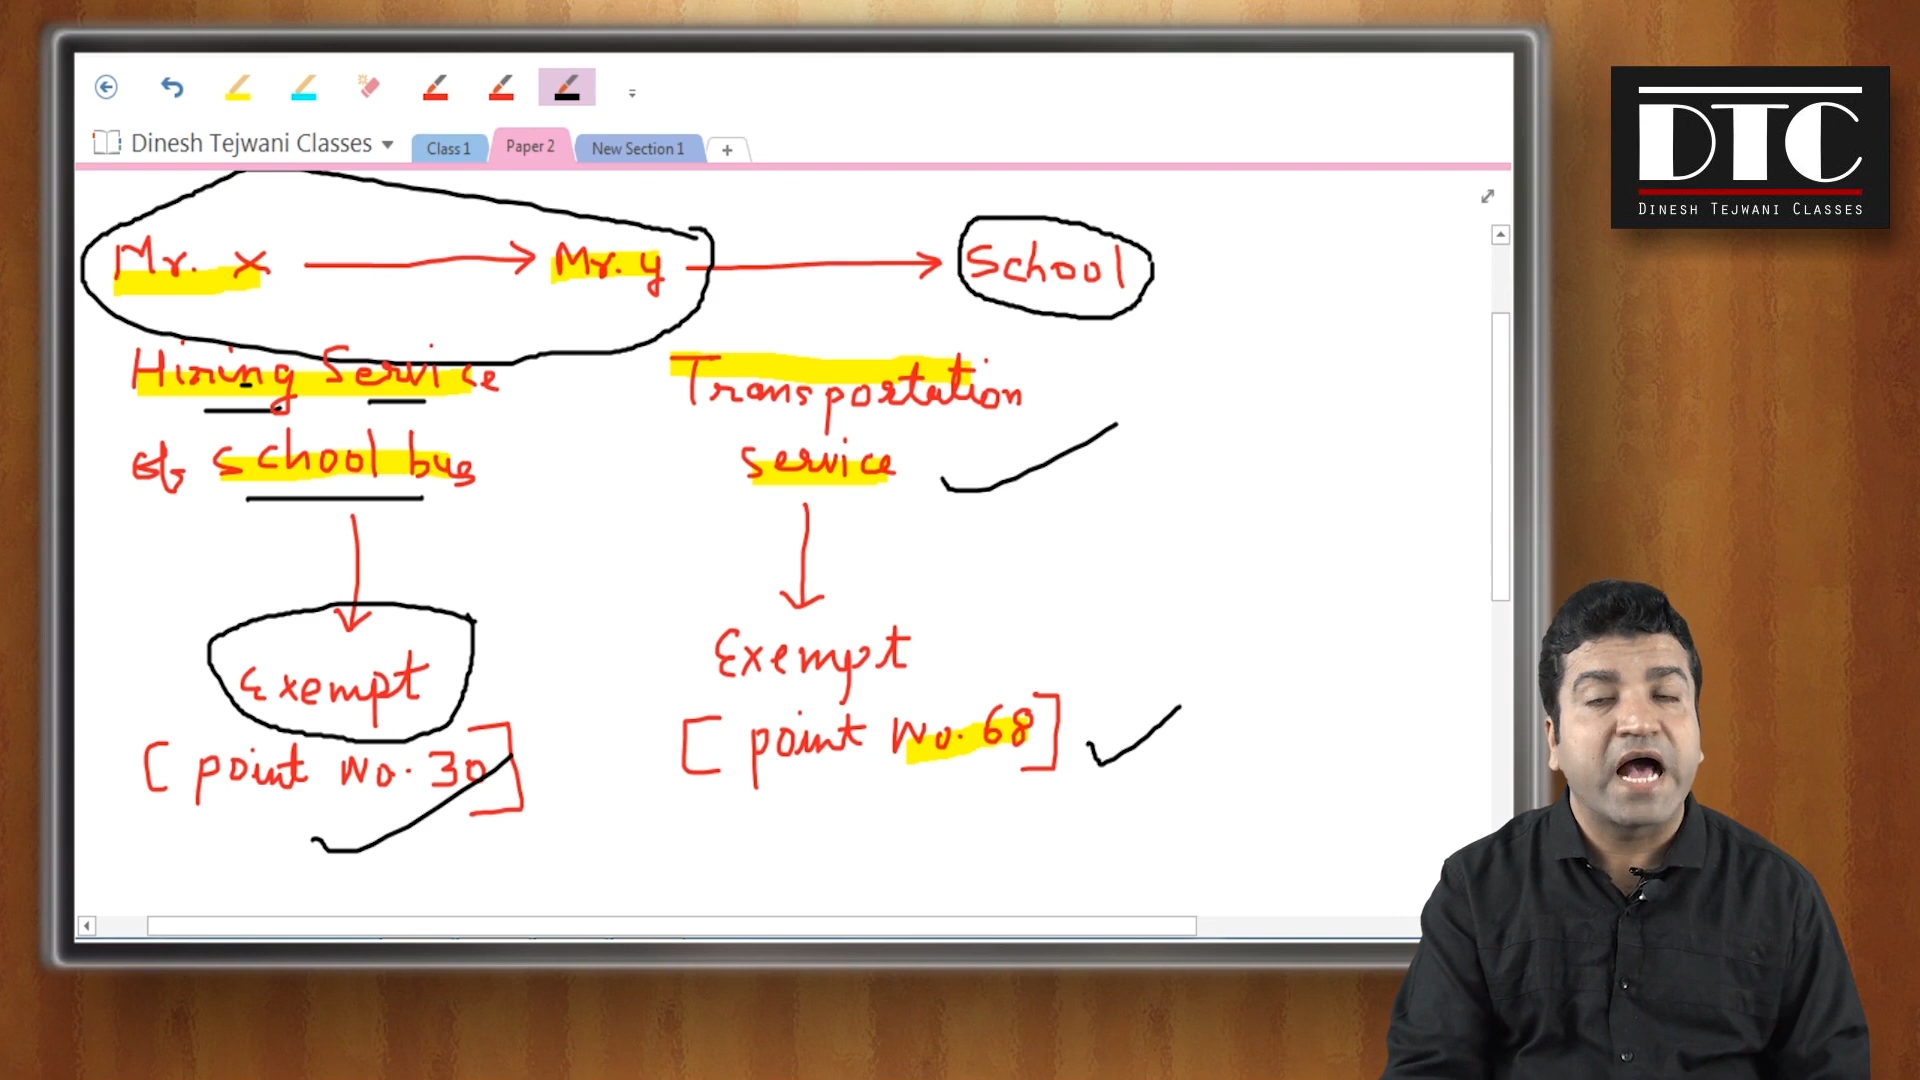 DTC
DINESH TEJWANI CLASSES
Dinesh Tejwani Classes
Class 1
Paper 2
New Section 1
Mr. X → Mr. y → School
Hiring Service
of school bus
Transportation
service
Exempt
[point No. 30]
Exempt
[point No. 68]